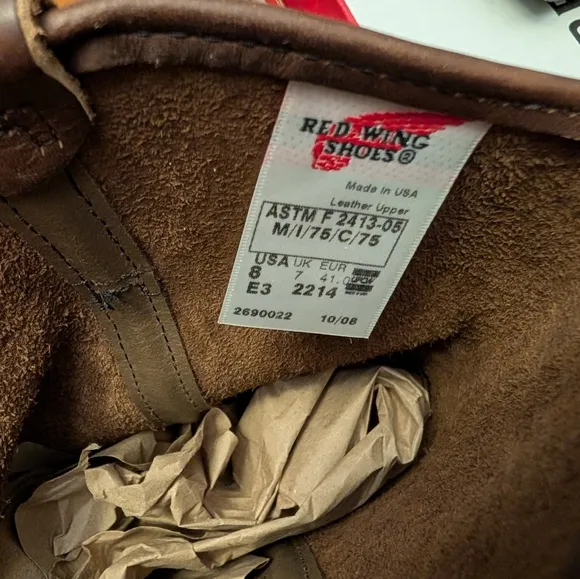 RED WING
SHOES®
Made in USA
Leather Upper
ASTM F 2413-05
M/I/75/C/75
USA UK EUR
8 7 41.0
E3 2214
2690022 10/08